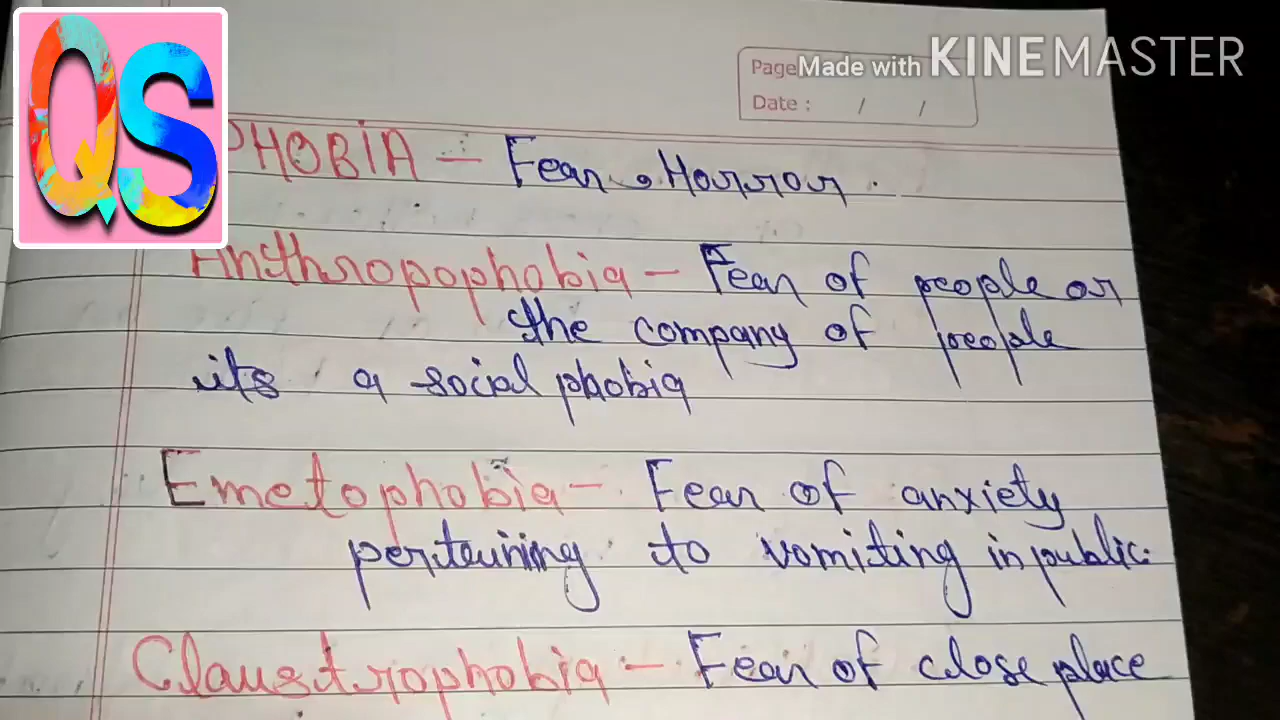 QS
Page Made with KINEMASTER
Date : / /
PHOBIA - Fear, Horror.
Anthropophobia - Fear of people or
the company of people
its a social phobia
Emetophobia - Fear of anxiety
pertaining to vomiting in public.
Claustrophobia - Fear of close place